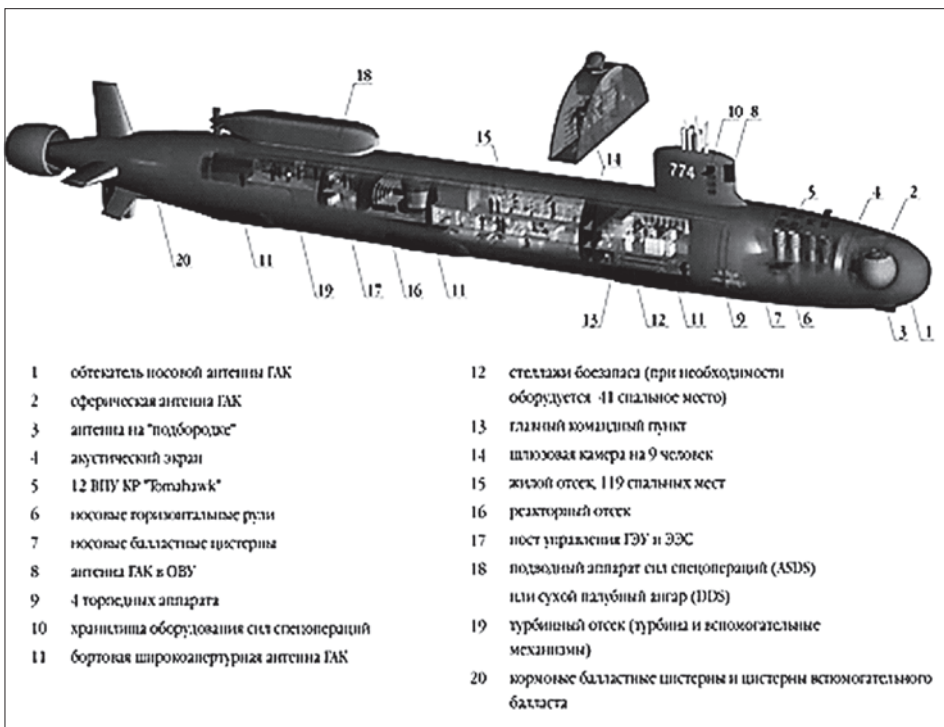 18
15
14
10
8
774
5
4
2
20
11
19
17
16
11
13
12
11
9
7
6
3
1
1 обтекатель носовой антенны ГАК
2 сферическая антенна ГАК
3 антенна на "подбородке"
4 акустический экран
5 12 ВПУ КР "Tomahawk"
6 носовые горизонтальные рули
7 носовые балластные цистерны
8 антенна ГАК в ОВУ
9 4 торпедных аппарата
10 хранилища оборудования сил спецопераций
11 бортовая широкоапертурная антенна ГАК
12 стеллажи боезапаса (при необходимости
оборудуется 41 спальное место)
13 главный командный пункт
14 шлюзовая камера на 9 человек
15 жилой отсек, 119 спальных мест
16 реакторный отсек
17 пост управления ГЭУ и ЭЭС
18 подводный аппарат сил спецопераций (ASDS)
или сухой палубный ангар (DDS)
19 турбинный отсек (турбина и вспомогательные
механизмы)
20 кормовые балластные цистерны и цистерны вспомогательного
балласта